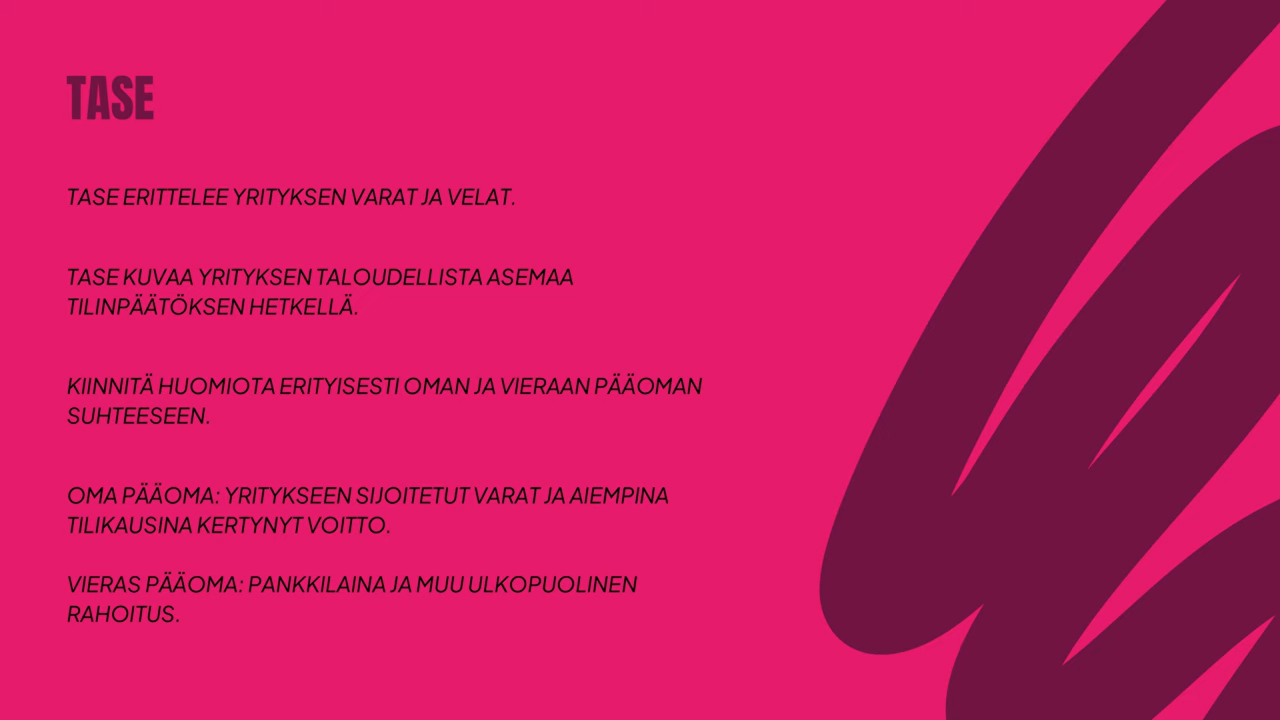 TASE
TASE ERITTELEE YRITYKSEN VARAT JA VELAT.
TASE KUVAA YRITYKSEN TALOUDELLISTA ASEMAA
TILINPÄÄTÖKSEN HETKELLÄ.
KIINNITÄ HUOMIOTA ERITYISESTI OMAN JA VIERAAN PÄÄOMAN
SUHTEESEEN.
OMA PÄÄOMA: YRITYKSEEN SIJOITETUT VARAT JA AIEMPINA
TILIKAUSINA KERTYNYT VOITTO.
VIERAS PÄÄOMA: PANKKILAINA JA MUU ULKOPUOLINEN
RAHOITUS.